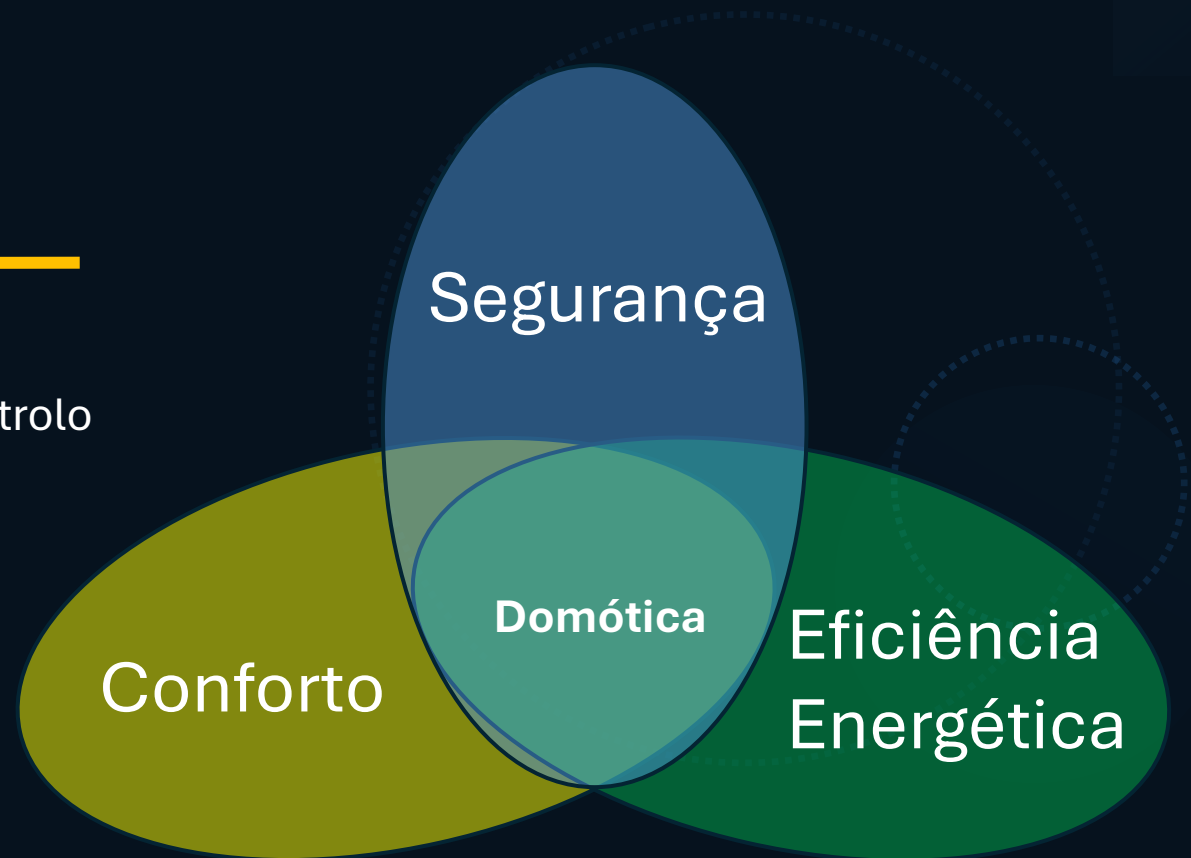 Segurança
trolo
Domótica
Conforto
Eficiência
Energética